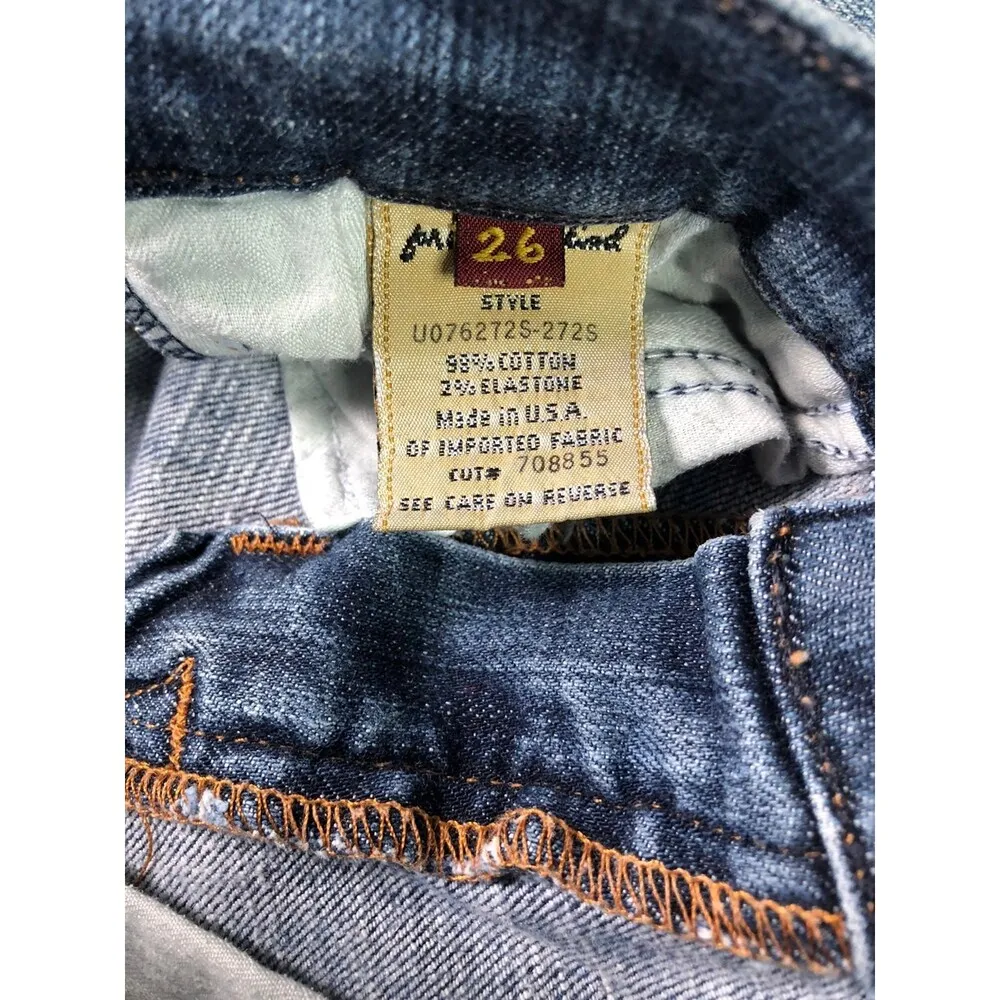 26
STYLE
U076272S-272S
98% COTTON
2% ELASTONE
Made in U.S.A.
OF IMPORTED FABRIC
CUT# 708855
SEE CARE ON REVERSE